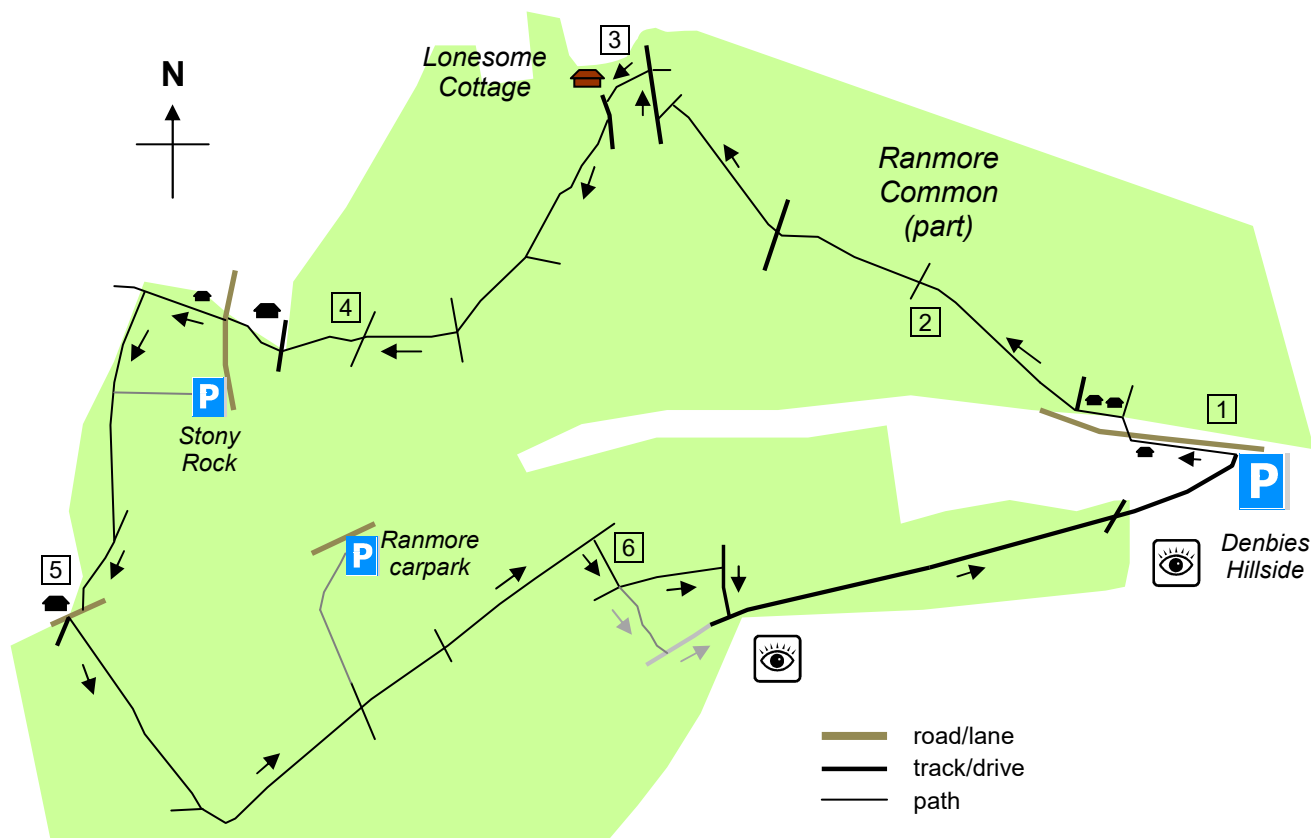 3
Lonesome
Cottage
N
Ranmore
Common
(part)
4
2
1
P
Stony
Rock
P
6
Ranmore
carpark
P
Denbies
Hillside
5
road/lane
track/drive
path